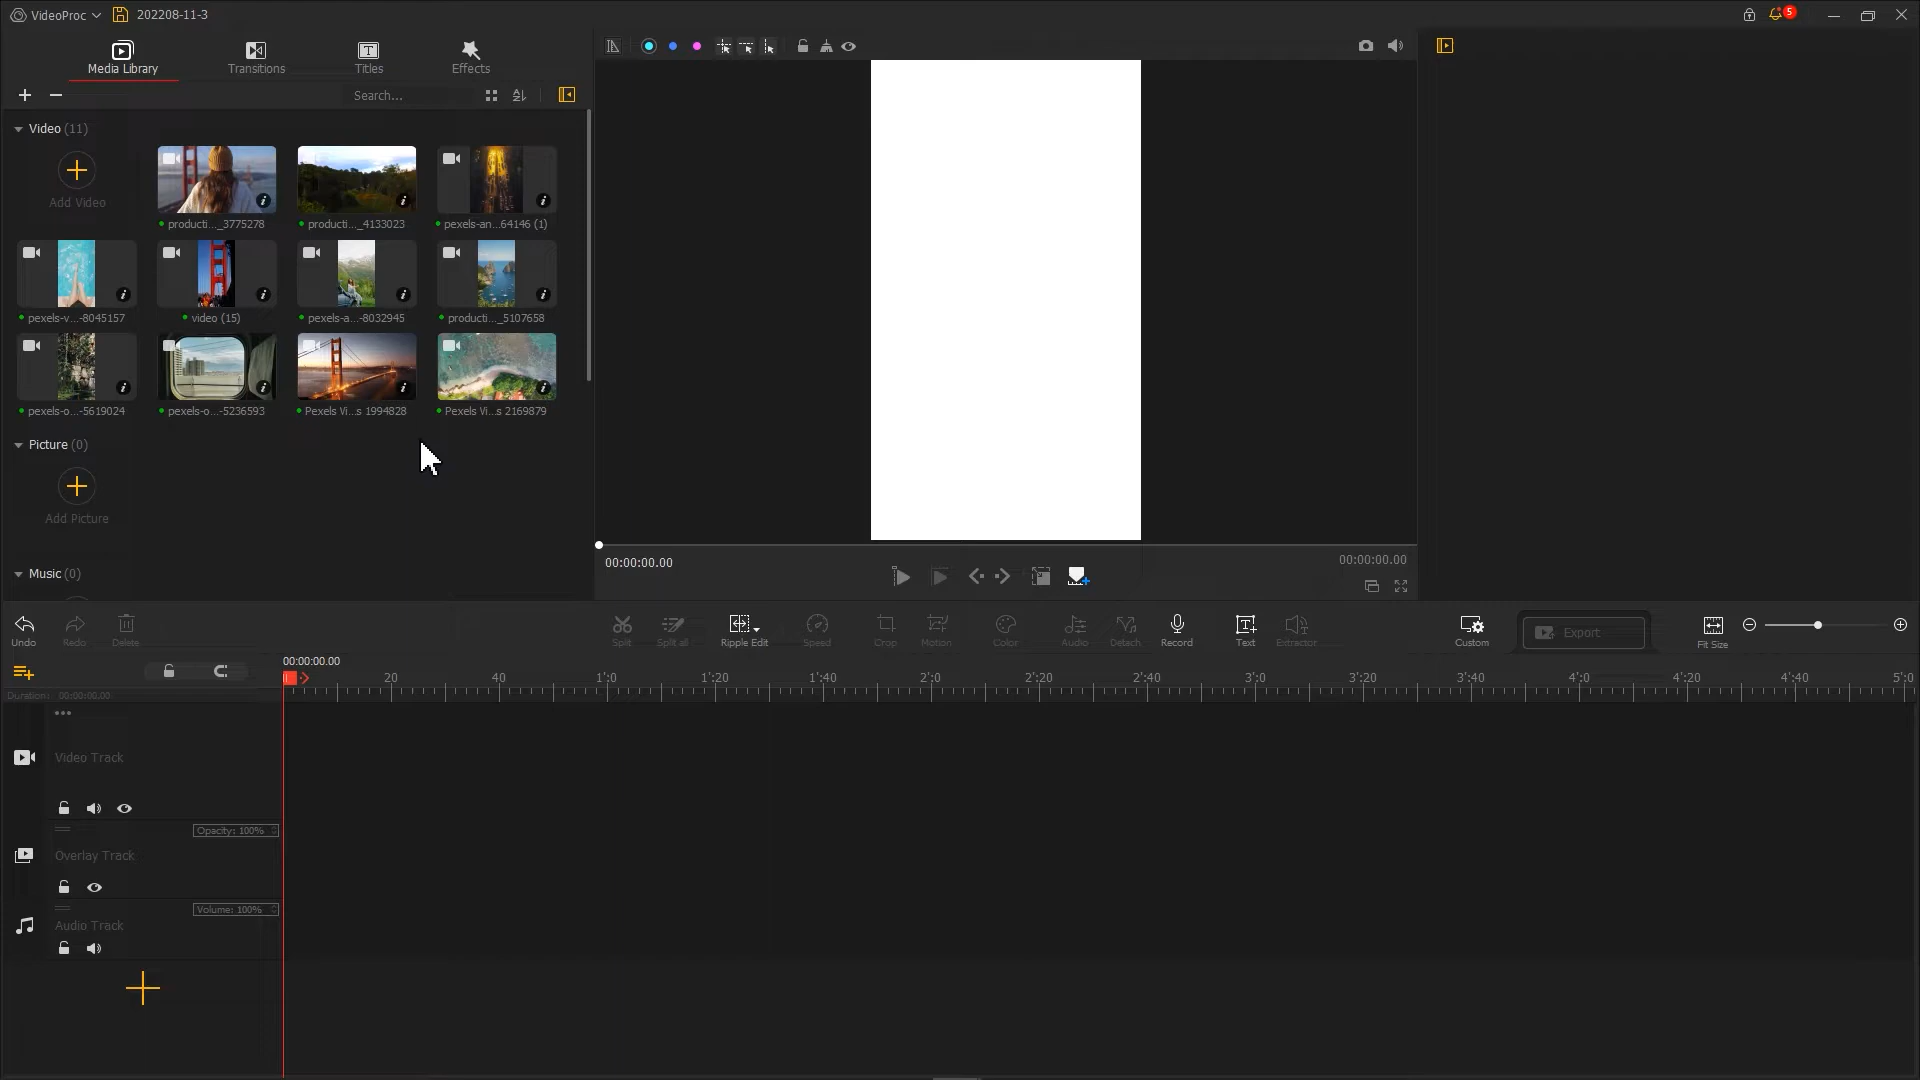 VideoProc
202208-11-3
5
Media Library
Transitions
Titles
Effects
Search...
Video (11)
Add Video
producti..._3775278
producti..._4133023
pexels-an...64146 (1)
pexels-v...-8045157
video (15)
pexels-a...-8032945
producti..._5107658
pexels-o...-5619024
pexels-o...-5236593
Pexels Vi...s 1994828
Pexels Vi...s 2169879
Picture (0)
Add Picture
Music (0)
00:00:00.00
00:00:00.00
Undo
Redo
Delete
Split
Split all
Ripple Edit
Speed
Crop
Motion
Color
Audio
Detach
Record
Text
Extractor
Custom
Export
Fit Size
00:00:00.00
20 40 1':0 1':20 1':40 2':0 2':20 2':40 3':0 3':20 3':40 4':0 4':20 4':40 5':0
Duration: 00:00:00.00
Video Track
Opacity: 100%
Overlay Track
Volume: 100%
Audio Track